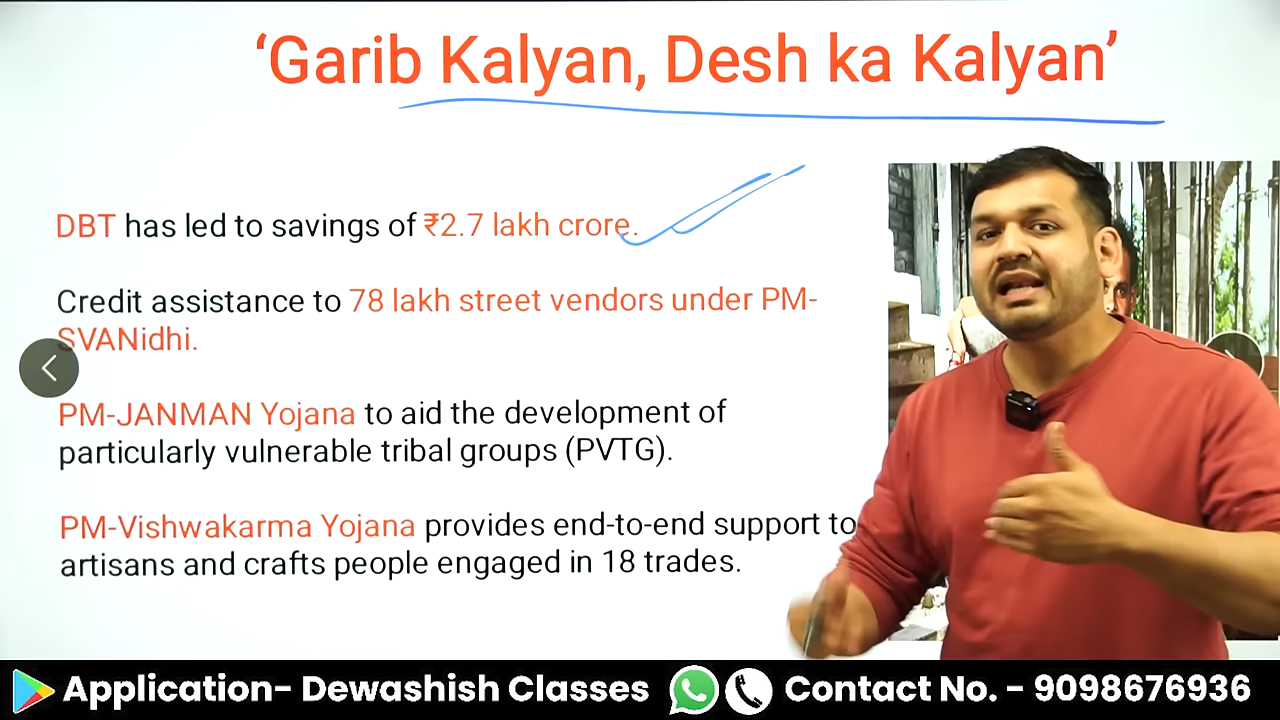 ‘Garib Kalyan, Desh ka Kalyan’
DBT has led to savings of ₹2.7 lakh crore.
Credit assistance to 78 lakh street vendors under PM-
SVANidhi.
PM-JANMAN Yojana to aid the development of
particularly vulnerable tribal groups (PVTG).
PM-Vishwakarma Yojana provides end-to-end support to
artisans and crafts people engaged in 18 trades.
Application- Dewashish Classes Contact No. - 9098676936